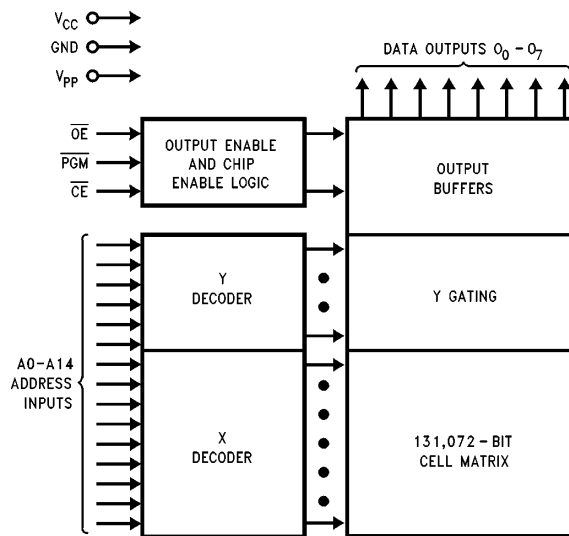 V_CC
GND
V_PP
DATA OUTPUTS O_0 - O_7
OE
PGM
CE
OUTPUT ENABLE
AND CHIP
ENABLE LOGIC
OUTPUT
BUFFERS
Y
DECODER
Y GATING
A0-A14
ADDRESS
INPUTS
X
DECODER
131,072-BIT
CELL MATRIX